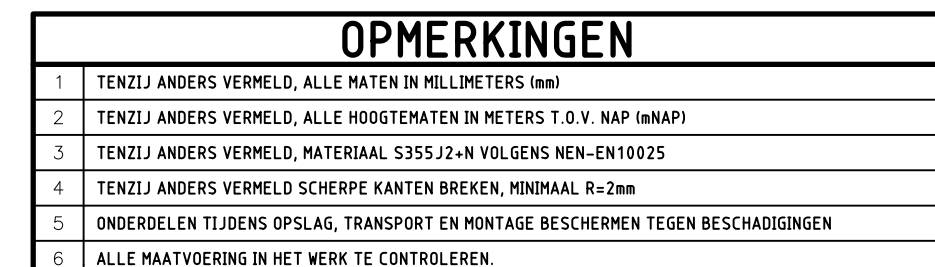 OPMERKINGEN
1 TENZIJ ANDERS VERMELD, ALLE MATEN IN MILLIMETERS (mm)
2 TENZIJ ANDERS VERMELD, ALLE HOOGTEMATEN IN METERS T.O.V. NAP (mNAP)
3 TENZIJ ANDERS VERMELD, MATERIAAL S355J2+N VOLGENS NEN-EN10025
4 TENZIJ ANDERS VERMELD SCHERPE KANTEN BREKEN, MINIMAAL R=2mm
5 ONDERDELEN TIJDENS OPSLAG, TRANSPORT EN MONTAGE BESCHERMEN TEGEN BESCHADIGINGEN
6 ALLE MAATVOERING IN HET WERK TE CONTROLEREN.